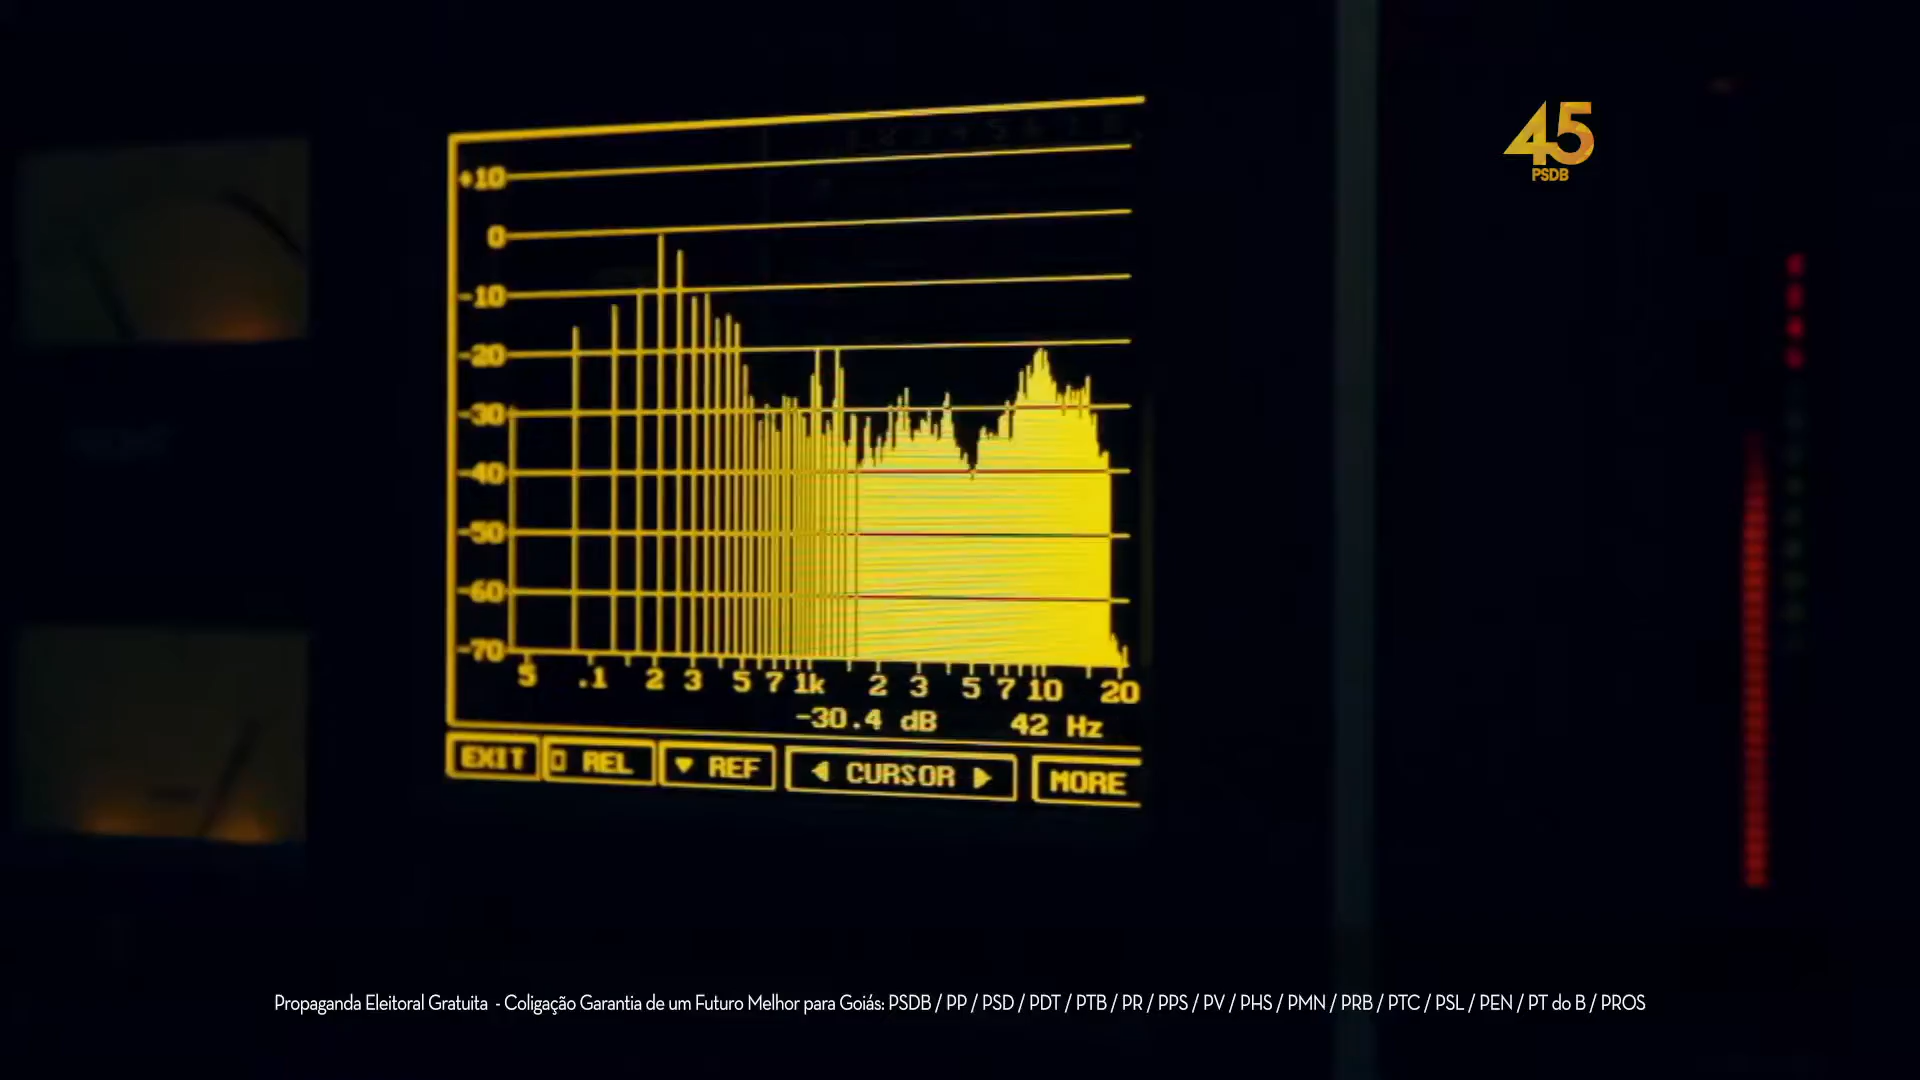 45
PSDB
+10
0
-10
-20
-30
-40
-50
-60
-70
5 .1 2 3 5 7 1k 2 3 5 7 10 20
-30.4 dB 42 Hz
EXIT REL ▼ REF ◀ CURSOR ▶ MORE
Propaganda Eleitoral Gratuita - Coligação Garantia de um Futuro Melhor para Goiás: PSDB / PP / PSD / PDT / PTB / PR / PPS / PV / PHS / PMN / PRB / PTC / PSL / PEN / PT do B / PROS